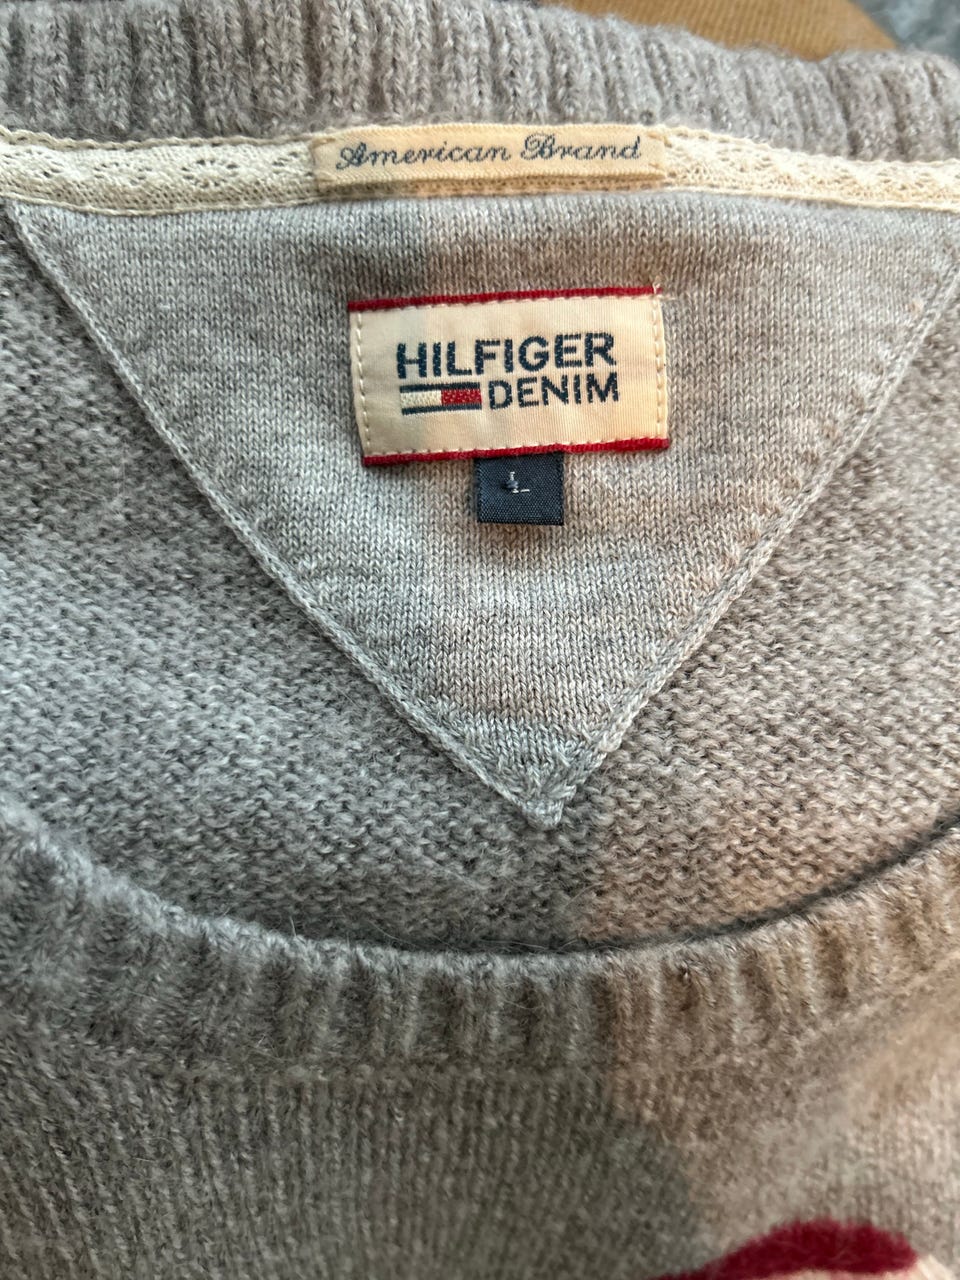 American Brand
HILFIGER
DENIM
L